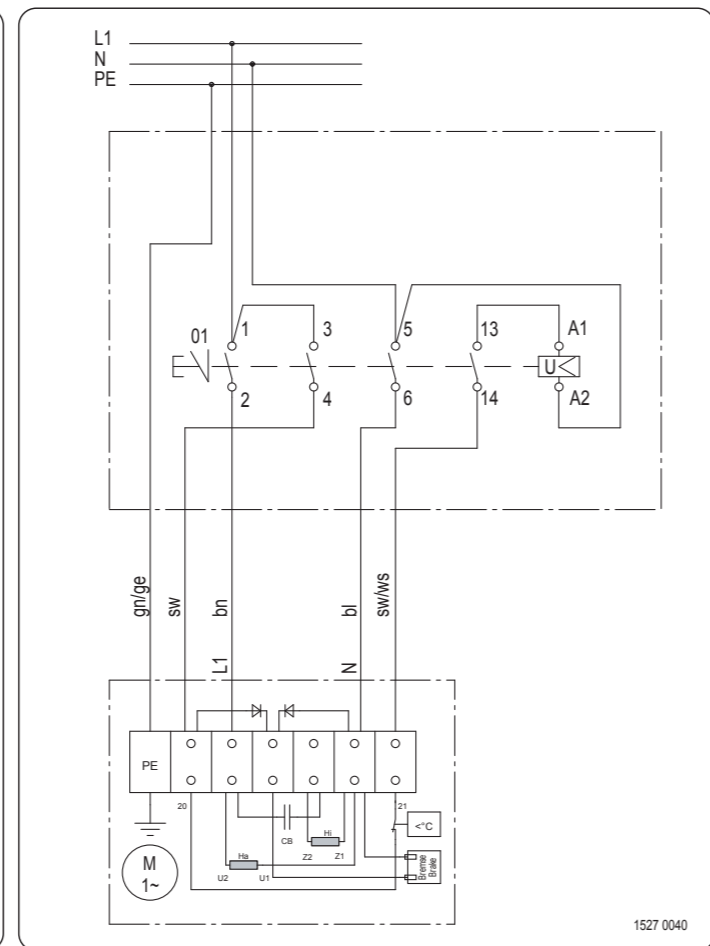 L1
N
PE
01
1
3
5
13
A1
U<
2
4
6
14
A2
gn/ge
sw
bn
bl
sw/ws
L1
N
PE
20
21
<°C
CB
Hi
Z2
Z1
Ha
U2
U1
M
1~
Bremse
Brake
1527 0040